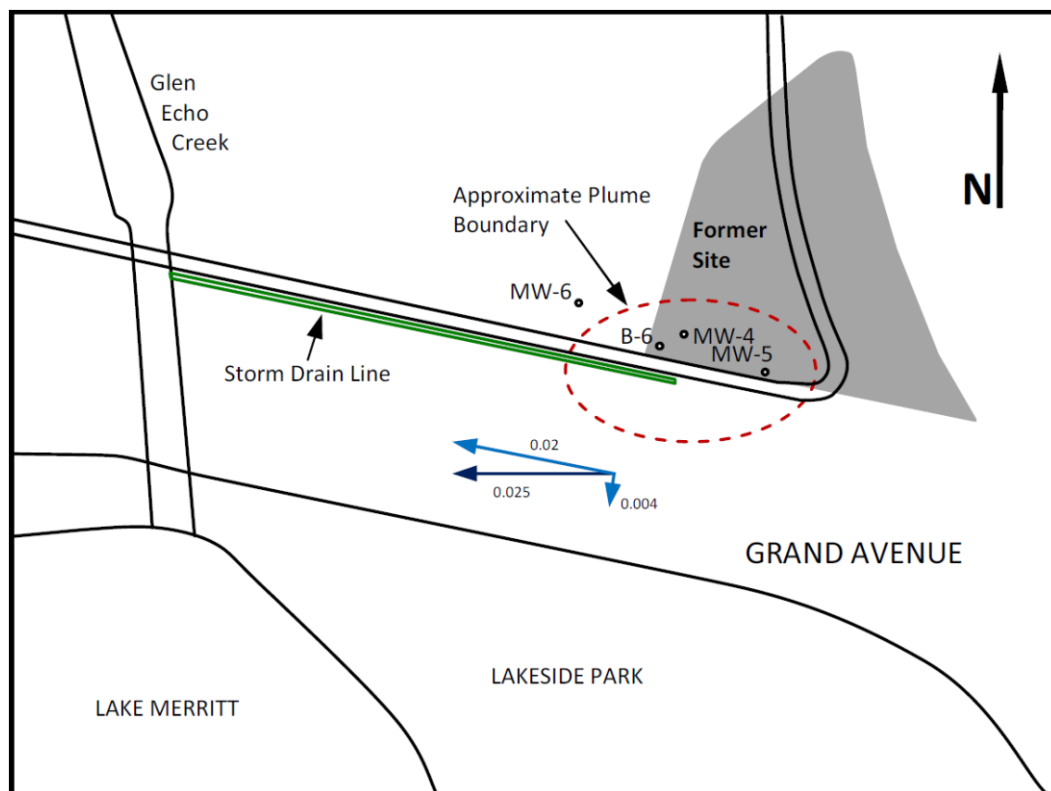 Glen
Echo
Creek
Approximate Plume
Boundary
N
Former
Site
MW-6
B-6
MW-4
MW-5
Storm Drain Line
0.02
0.025
0.004
GRAND AVENUE
LAKESIDE PARK
LAKE MERRITT